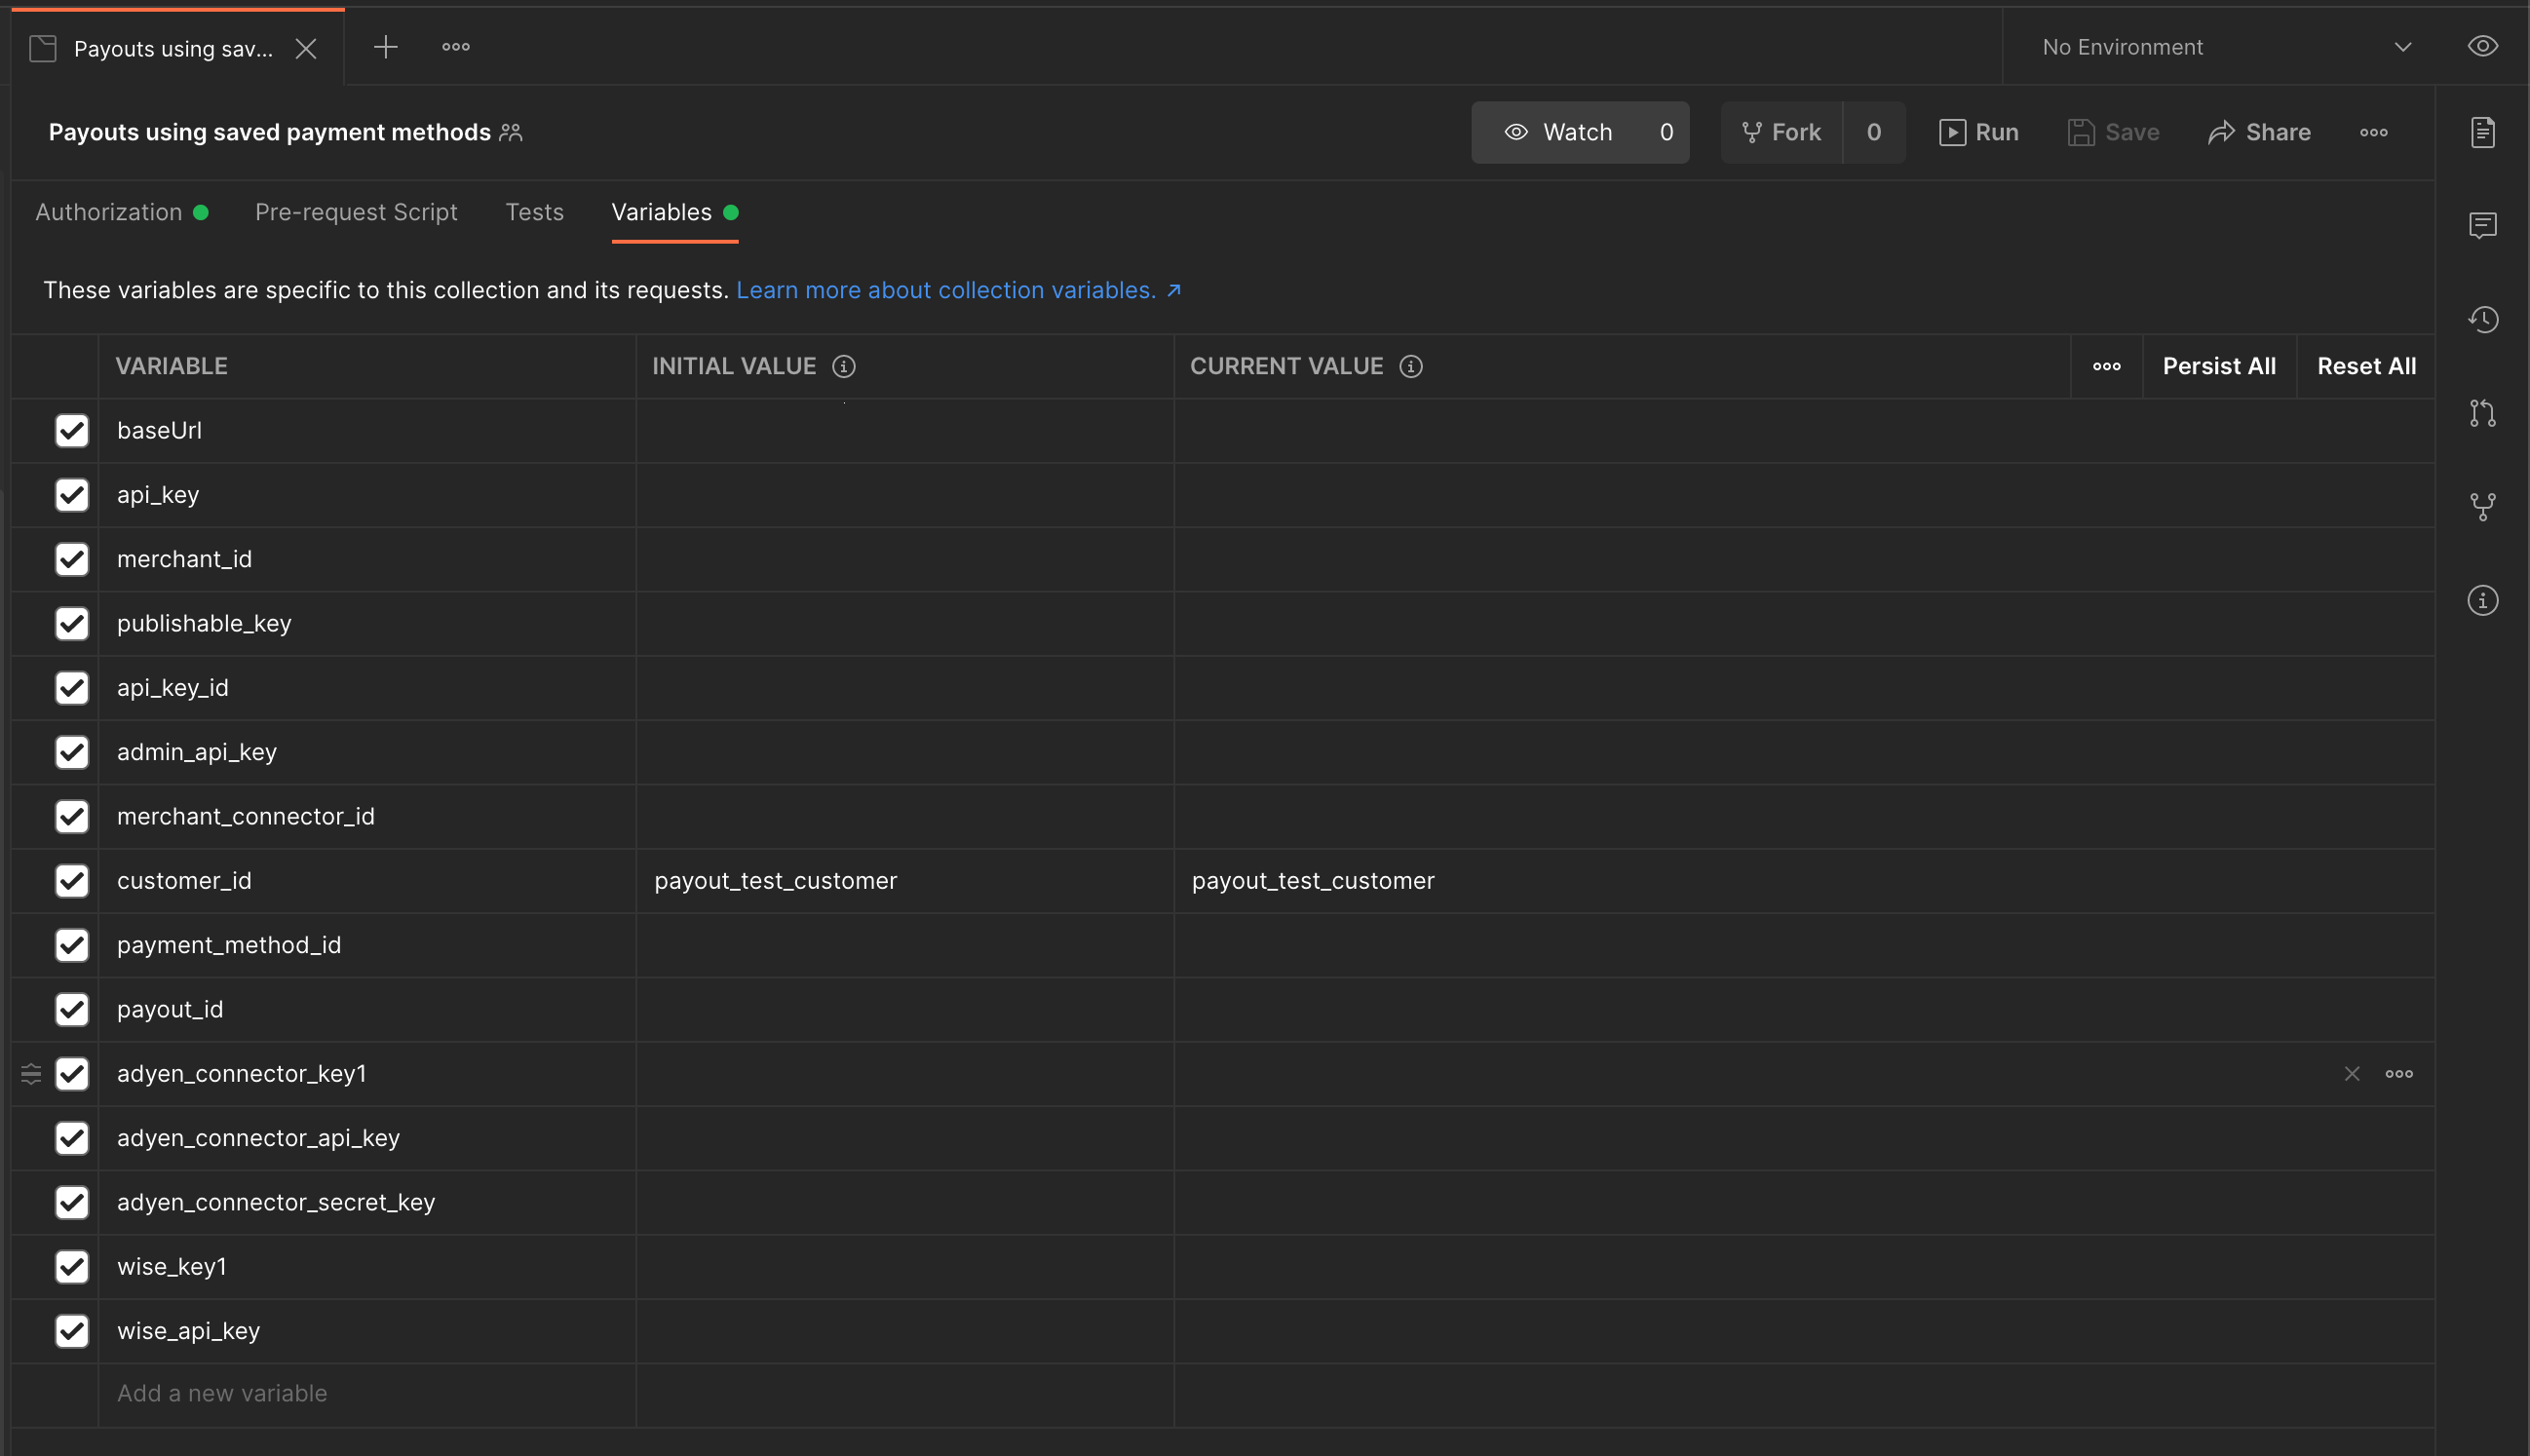 Payouts using sav...
No Environment
Payouts using saved payment methods
Watch 0
Fork 0
Run
Save
Share
Authorization
Pre-request Script
Tests
Variables
These variables are specific to this collection and its requests. Learn more about collection variables. ↗
VARIABLE
INITIAL VALUE
CURRENT VALUE
Persist All
Reset All
baseUrl
api_key
merchant_id
publishable_key
api_key_id
admin_api_key
merchant_connector_id
customer_id payout_test_customer payout_test_customer
payment_method_id
payout_id
adyen_connector_key1
adyen_connector_api_key
adyen_connector_secret_key
wise_key1
wise_api_key
Add a new variable